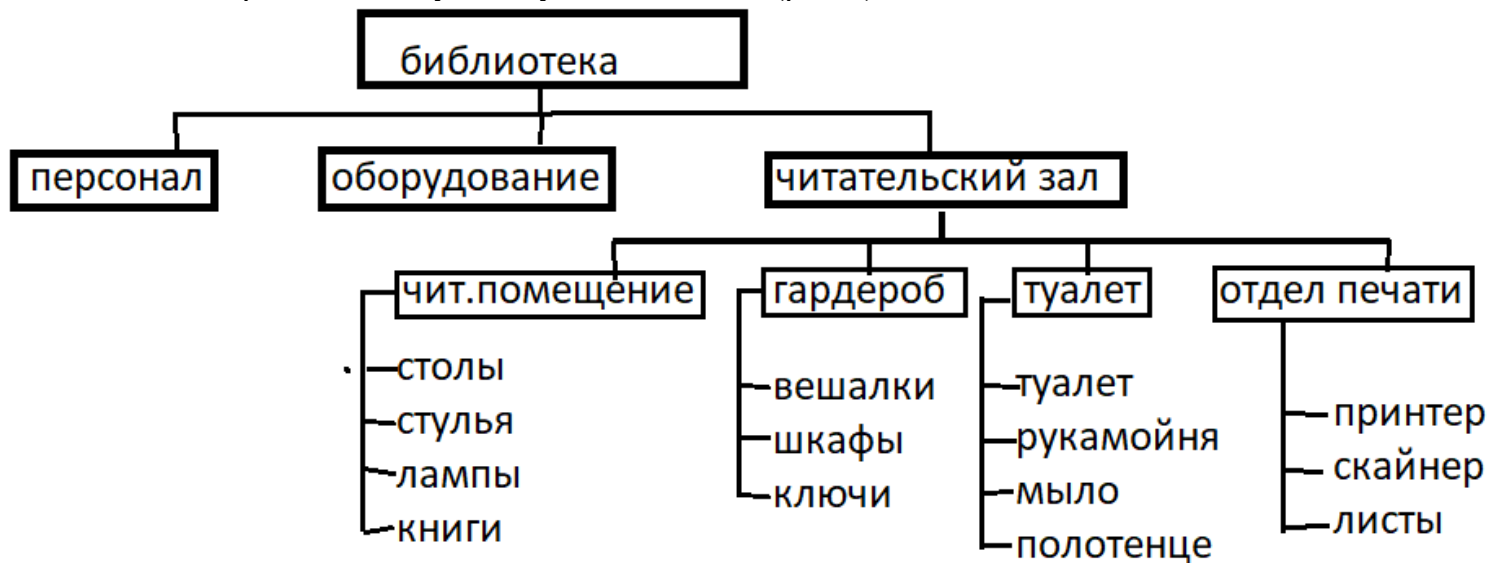 библиотека
персонал
оборудование
читательский зал
чит.помещение
столы
стулья
лампы
книги
гардероб
вешалки
шкафы
ключи
туалет
туалет
рукамойня
мыло
полотенце
отдел печати
принтер
скайнер
листы